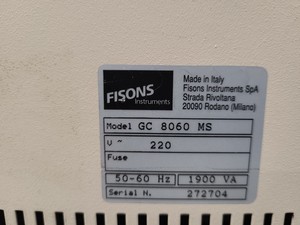 FISONS
Instruments
Made in Italy
Fisons Instruments SpA
Strada Rivoltana
20090 Rodano (Milano)
Model GC 8060 MS
U ~ 220
Fuse
50-60 Hz 1900 VA
Serial N. 272704